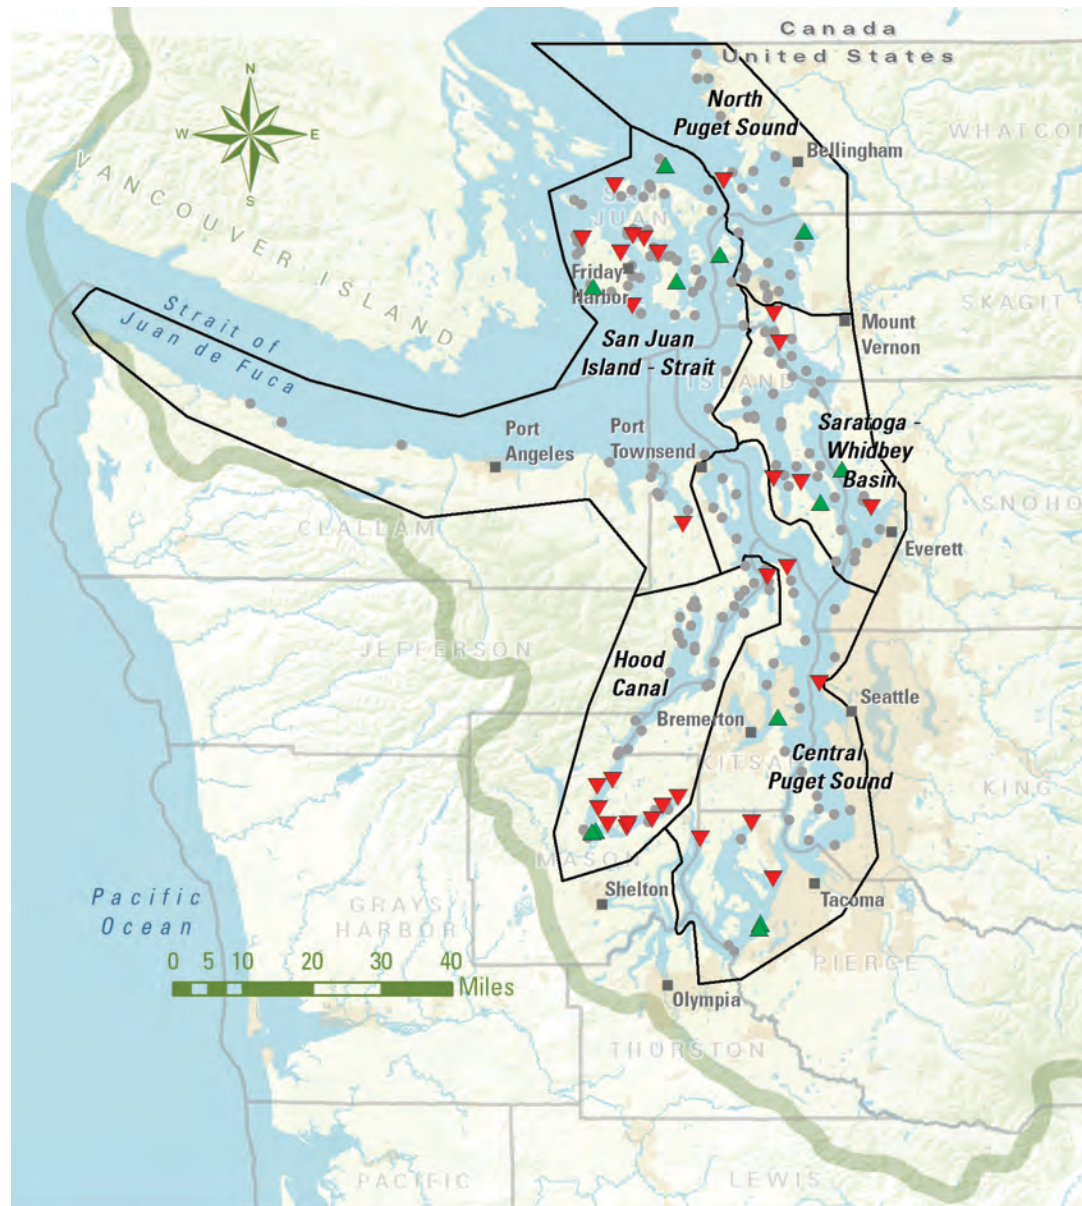 Canada
United States
N
W
E
S
North
Puget Sound
Bellingham
WHATCOM
VANCOUVER ISLAND
SAN
JUAN
Friday
Harbor
SKAGIT
Strait of
Juan de Fuca
San Juan
Island - Strait
Mount
Vernon
ISLAND
Port
Angeles
Port
Townsend
Saratoga -
Whidbey
Basin
SNOHO
CLALLAM
Everett
JEFFERSON
Hood
Canal
Bremerton
Seattle
KITSAP
Central
Puget Sound
KING
MASON
Shelton
Tacoma
Pacific
Ocean
GRAYS
HARBOR
PIERCE
0 5 10 20 30 40
Miles
Olympia
THURSTON
PACIFIC
LEWIS